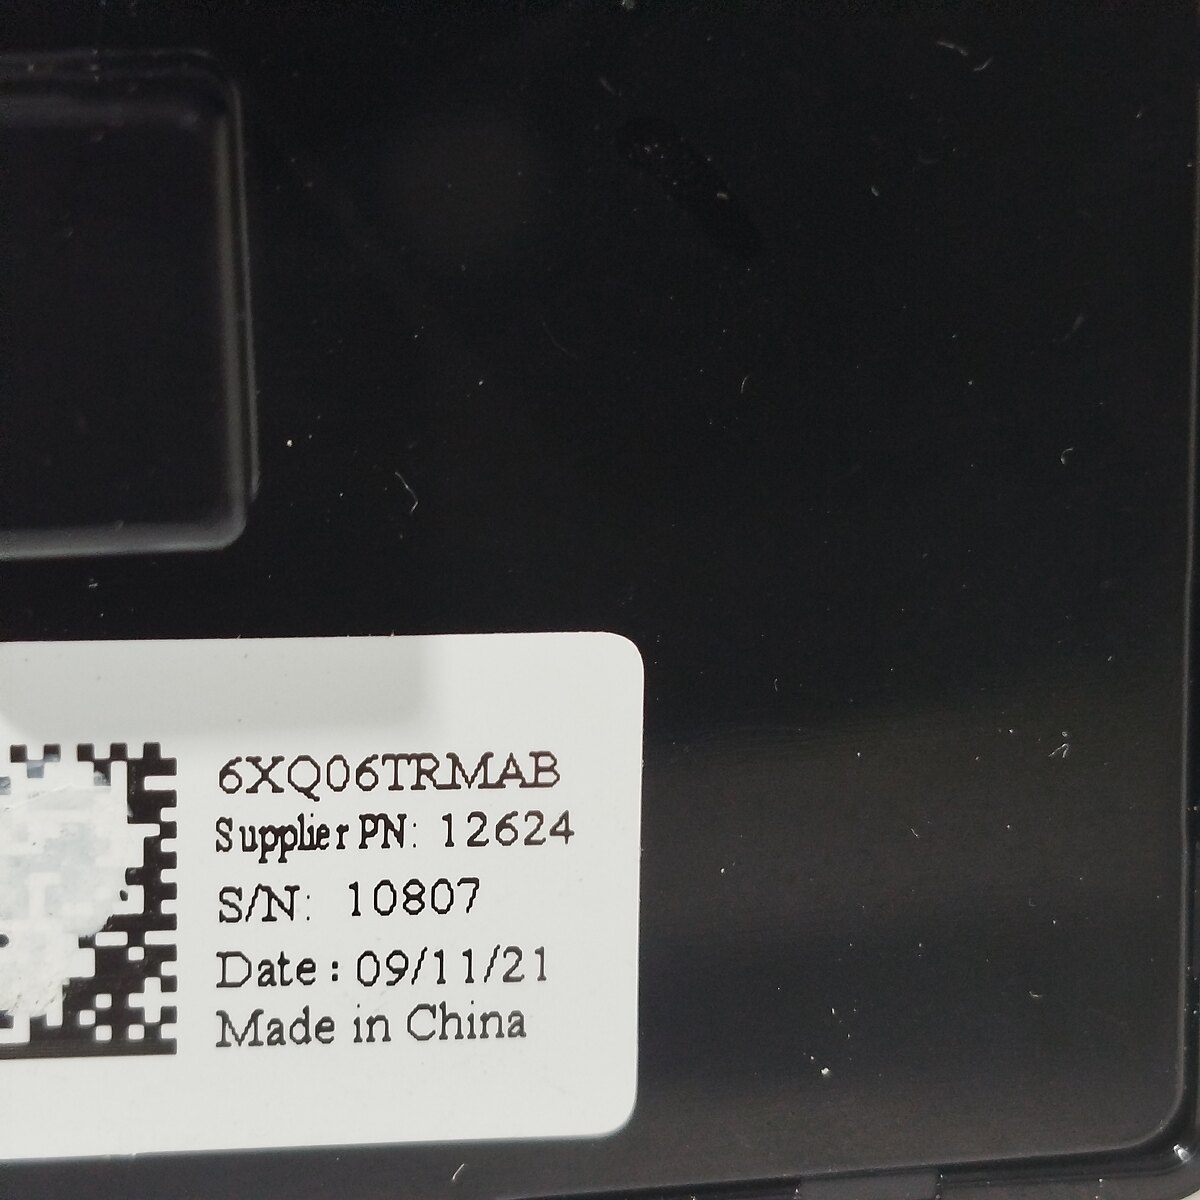 6XQ06TRMAB
Supplier PN: 12624
S/N: 10807
Date: 09/11/21
Made in China